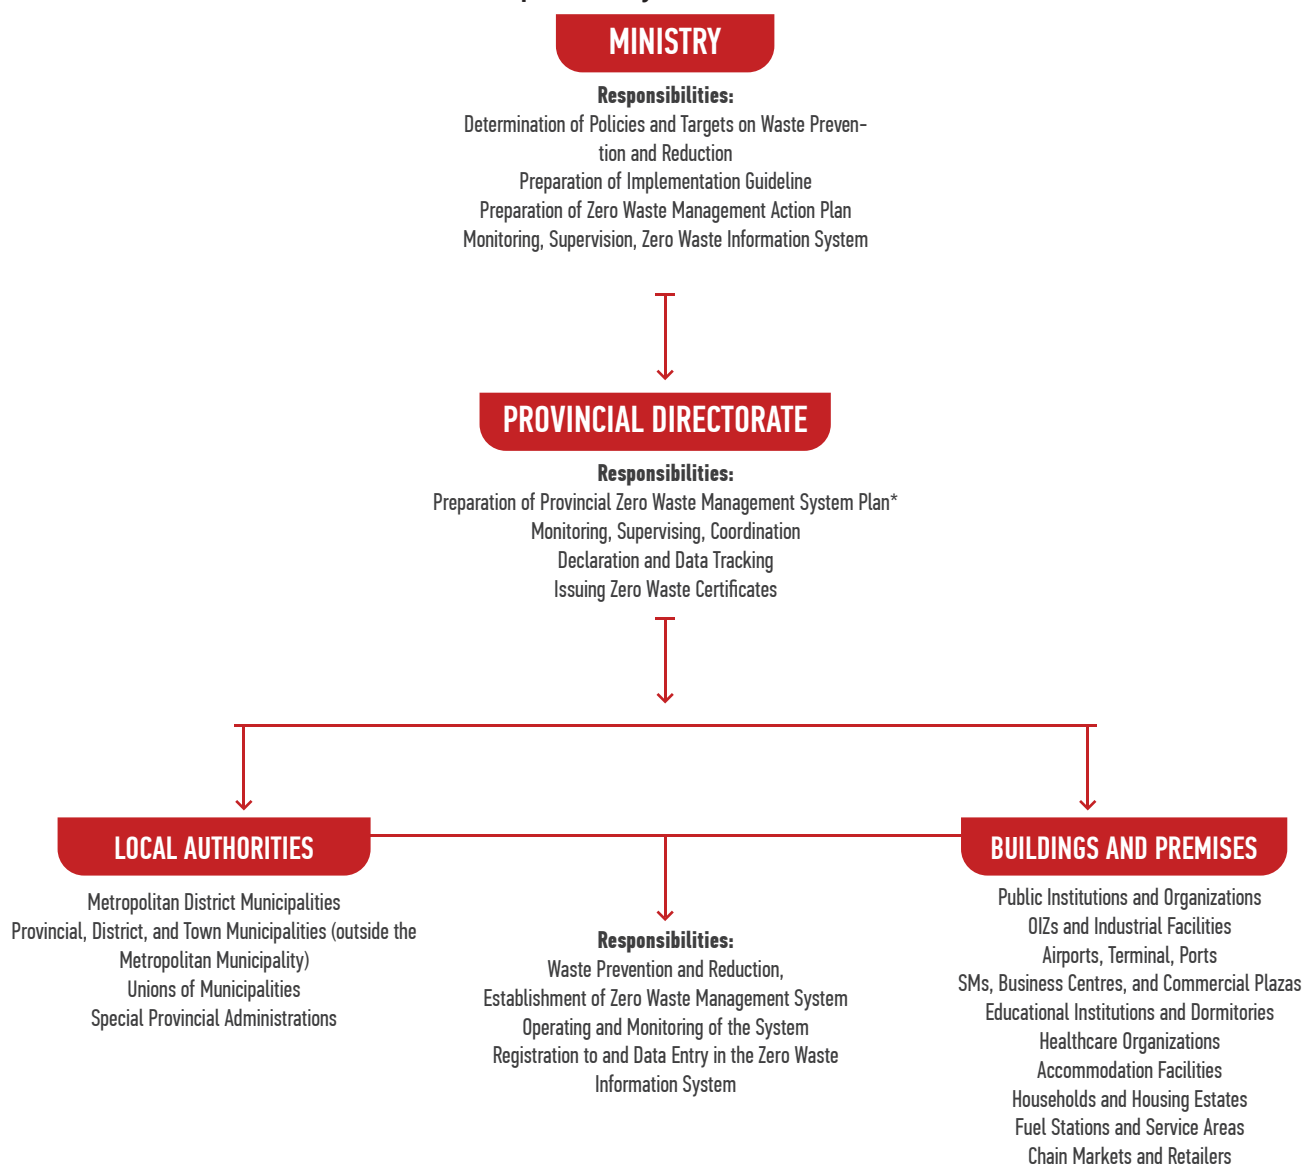 MINISTRY
Responsibilities:
Determination of Policies and Targets on Waste Preven-
tion and Reduction
Preparation of Implementation Guideline
Preparation of Zero Waste Management Action Plan
Monitoring, Supervision, Zero Waste Information System
PROVINCIAL DIRECTORATE
Responsibilities:
Preparation of Provincial Zero Waste Management System Plan*
Monitoring, Supervising, Coordination
Declaration and Data Tracking
Issuing Zero Waste Certificates
LOCAL AUTHORITIES
Metropolitan District Municipalities
Provincial, District, and Town Municipalities (outside the
Metropolitan Municipality)
Unions of Municipalities
Special Provincial Administrations
Responsibilities:
Waste Prevention and Reduction,
Establishment of Zero Waste Management System
Operating and Monitoring of the System
Registration to and Data Entry in the Zero Waste
Information System
BUILDINGS AND PREMISES
Public Institutions and Organizations
OIZs and Industrial Facilities
Airports, Terminal, Ports
SMs, Business Centres, and Commercial Plazas
Educational Institutions and Dormitories
Healthcare Organizations
Accommodation Facilities
Households and Housing Estates
Fuel Stations and Service Areas
Chain Markets and Retailers